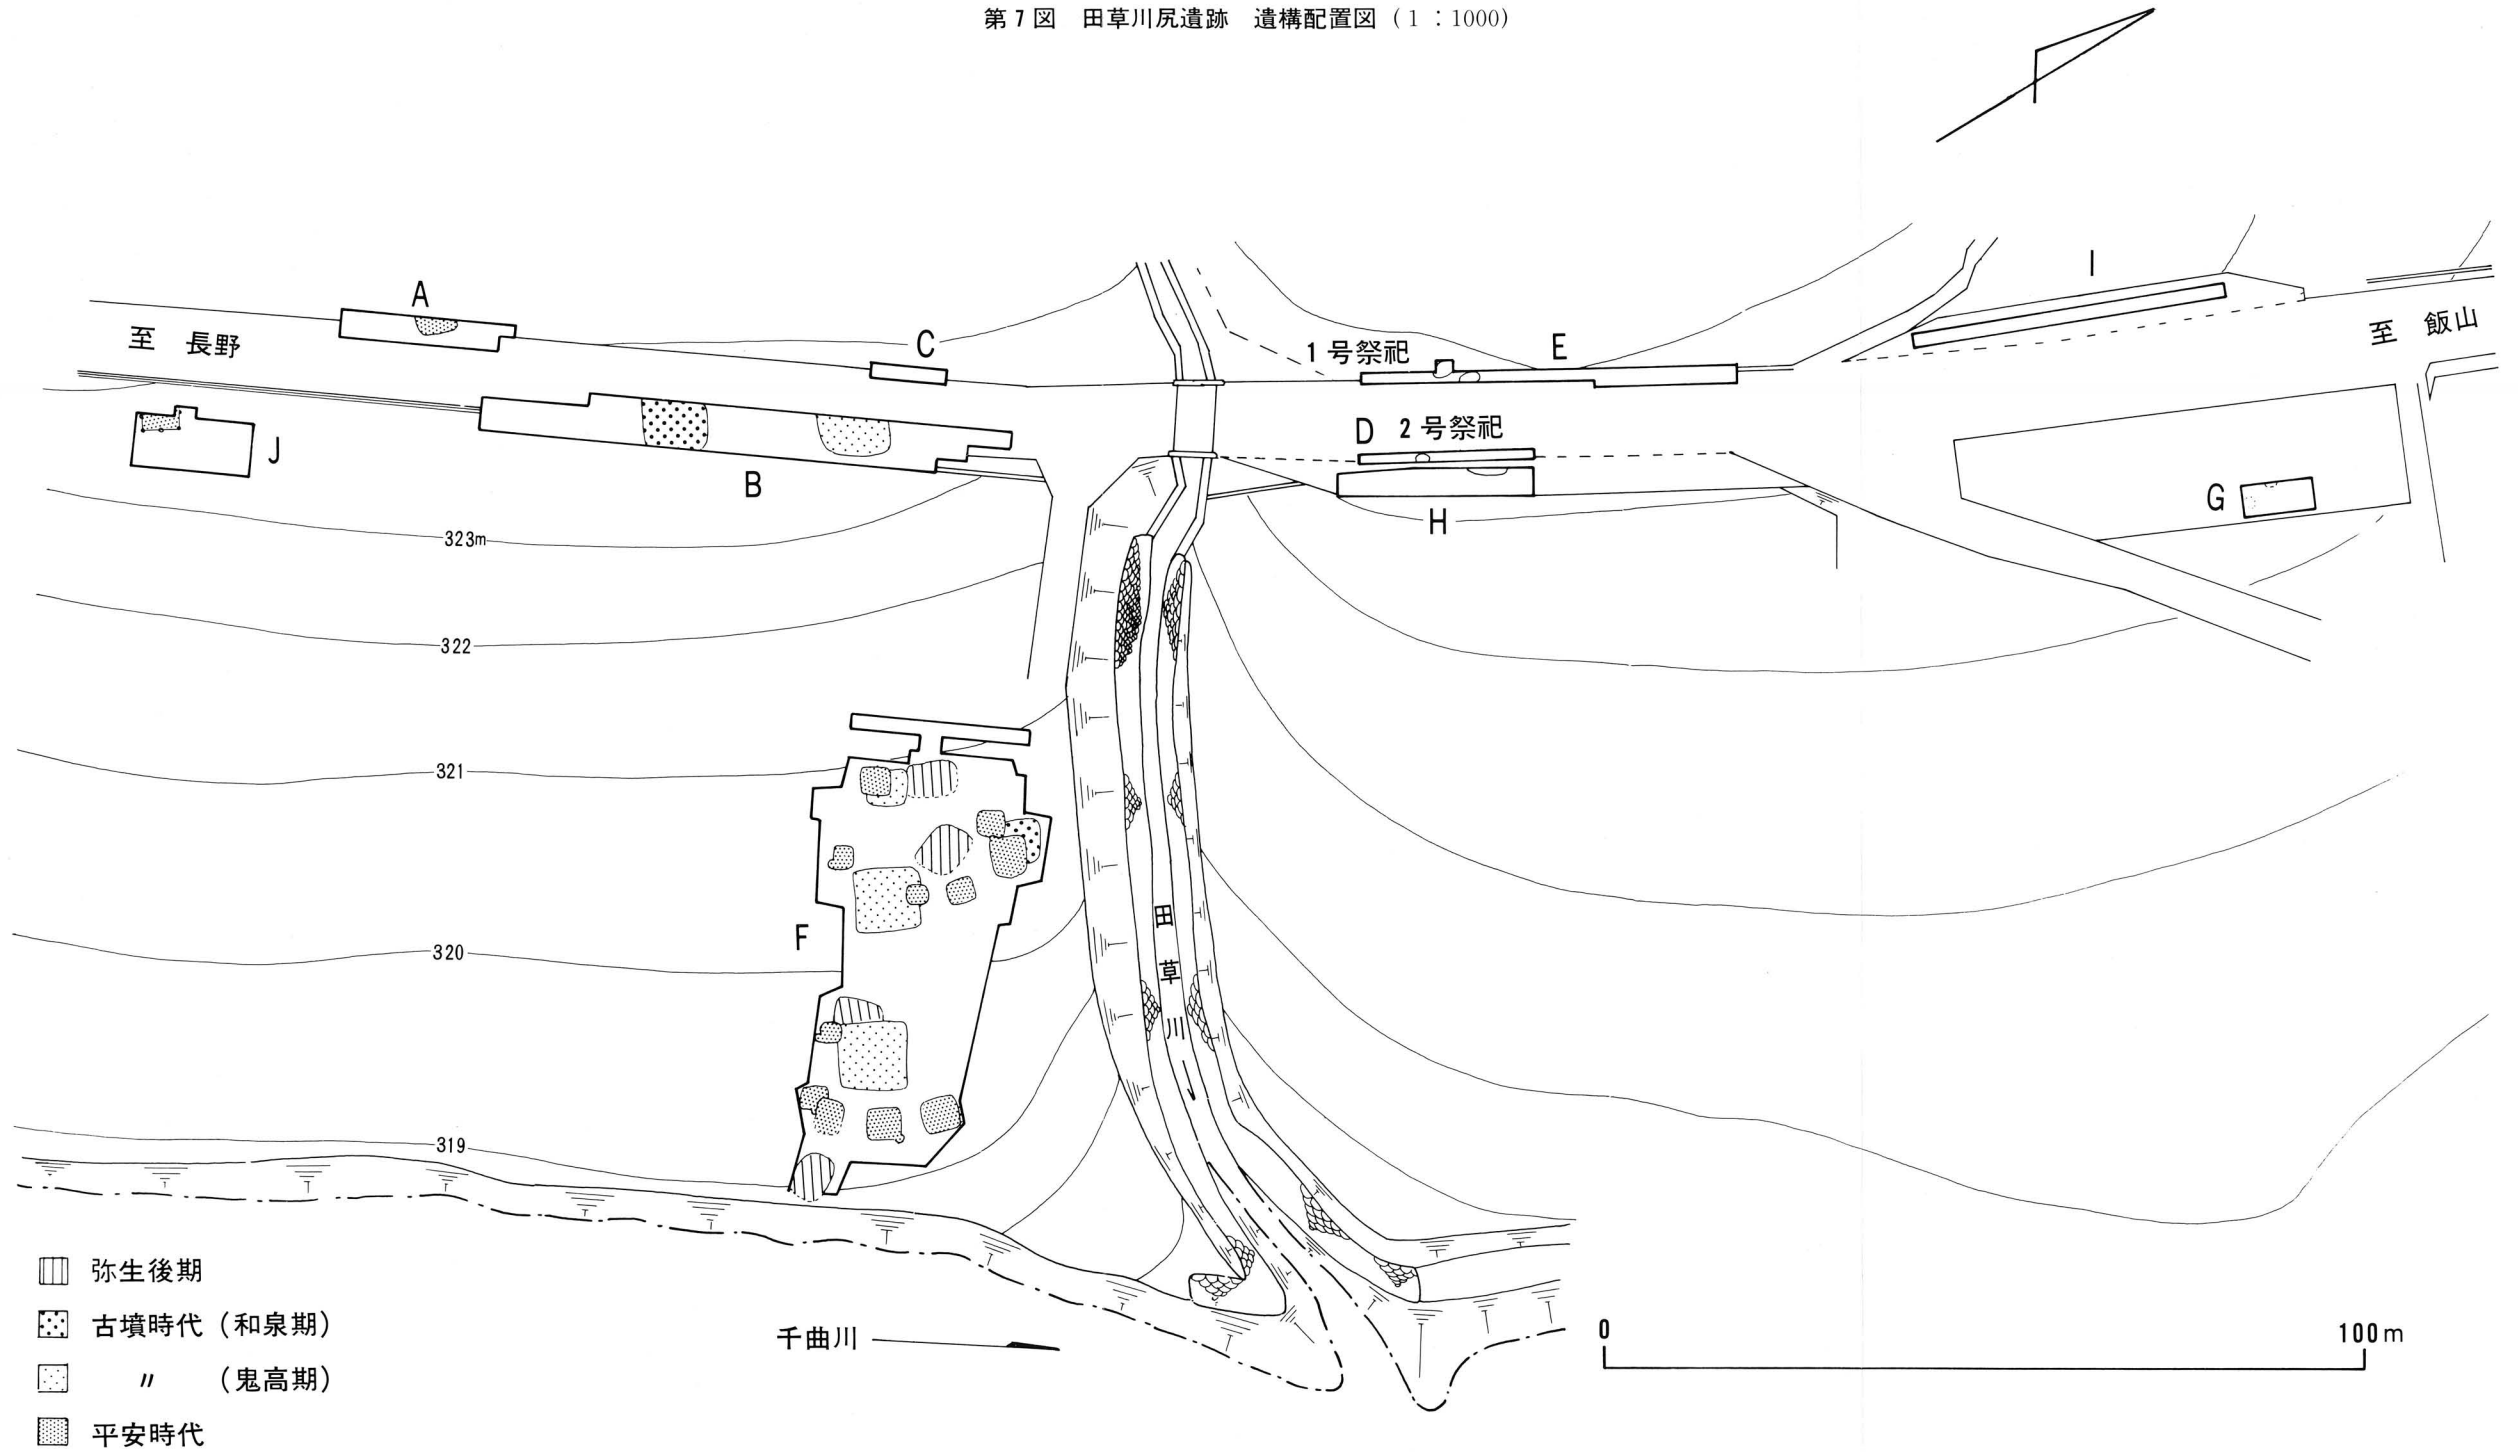 第7図 田草川尻遺跡 遺構配置図(1:1000)
A
至 長野
C
1号祭祀
E
I
至 飯山
J
B
D 2号祭祀
H
G
323m
322
321
320
319
F
田草川
弥生後期
古墳時代(和泉期)
〃 (鬼高期)
平安時代
千曲川
0
100m